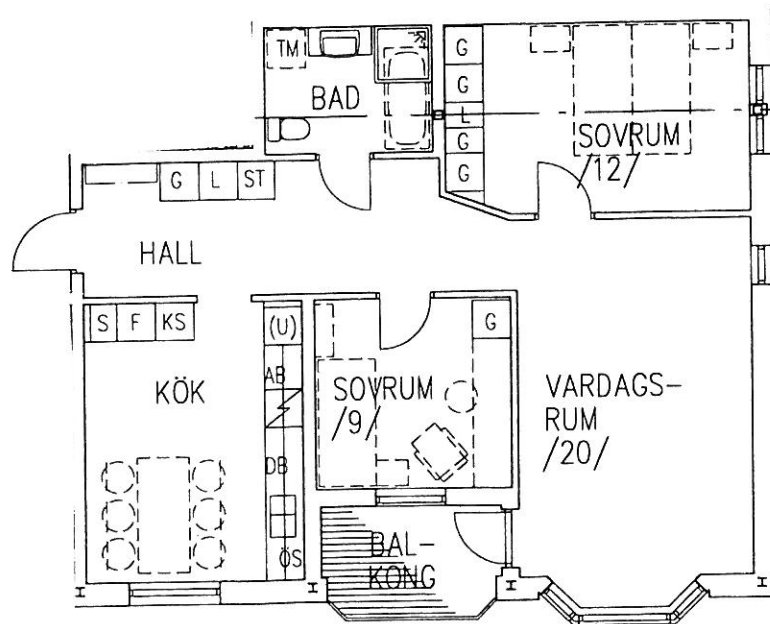 TM
BAD
G
G
L
G
G
SOVRUM
/12/
G L ST
HALL
S F KS
(U)
G
AB
KÖK
SOVRUM
/9/
VARDAGS-
RUM
/20/
DB
ÖS
BAL-
KONG
I
I
I
I